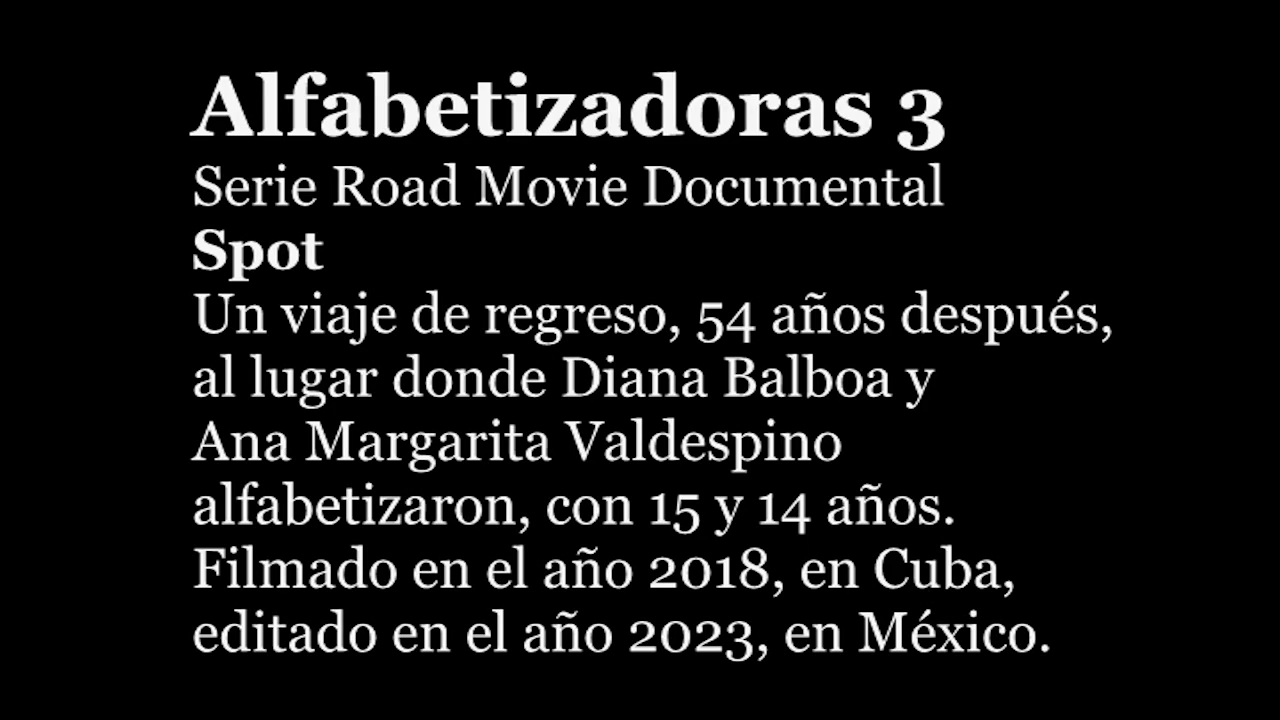 Alfabetizadoras 3
Serie Road Movie Documental
Spot
Un viaje de regreso, 54 años después,
al lugar donde Diana Balboa y
Ana Margarita Valdespino
alfabetizaron, con 15 y 14 años.
Filmado en el año 2018, en Cuba,
editado en el año 2023, en México.